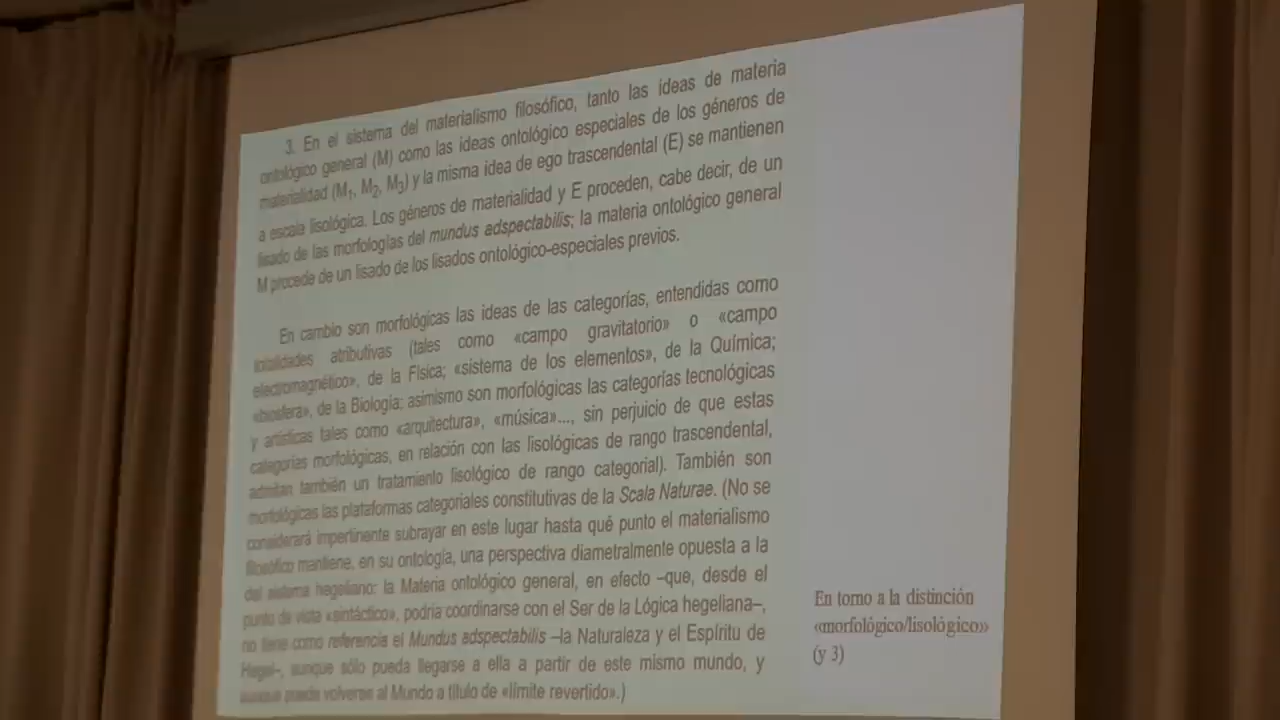 3. En el sistema del materialismo filosófico, tanto las ideas de materia
ontológico general (M) como las ideas ontológico especiales de los géneros de
materialidad (M1, M2, M3) y la misma idea de ego trascendental (E) se mantienen
a escala lisológica. Los géneros de materialidad y E proceden, cabe decir, de un
lisado de las morfologías del mundus adspectabilis; la materia ontológico general
M procede de un lisado de los lisados ontológico-especiales previos.
En cambio son morfológicas las ideas de las categorías, entendidas como
totalidades atributivas (tales como «campo gravitatorio» o «campo
electromagnético», de la Física; «sistema de los elementos», de la Química;
«biosfera», de la Biología; asimismo son morfológicas las categorías tecnológicas
y artísticas tales como «arquitectura», «música»..., sin perjuicio de que estas
categorías morfológicas, en relación con las lisológicas de rango trascendental,
admitan también un tratamiento lisológico de rango categorial). También son
morfológicas las plataformas categoriales constitutivas de la Scala Naturae. (No se
considerará impertinente subrayar en este lugar hasta qué punto el materialismo
filosófico mantiene, en su ontología, una perspectiva diametralmente opuesta a la
del sistema hegeliano: la Materia ontológico general, en efecto –que, desde el
punto de vista «sintáctico», podría coordinarse con el Ser de la Lógica hegeliana–,
no tiene como referencia el Mundus adspectabilis –la Naturaleza y el Espíritu de
Hegel–, aunque sólo pueda llegarse a ella a partir de este mismo mundo, y
aunque pueda volverse al Mundo a título de «límite revertido».)
En torno a la distinción
«morfológico/lisológico»
(y 3)